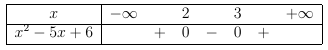 x −∞ 2 3 +∞
x² − 5x + 6 + 0 − 0 +